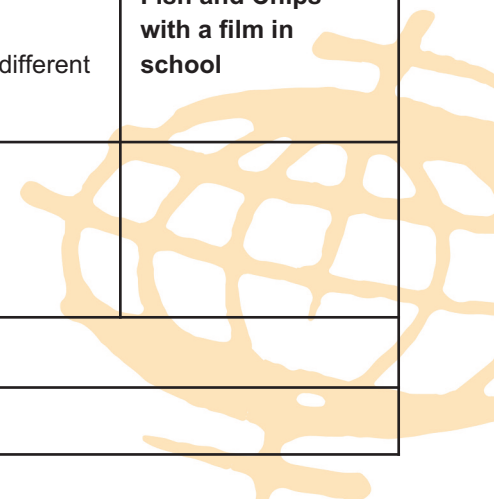 Fish and Chips
with a film in
different
school